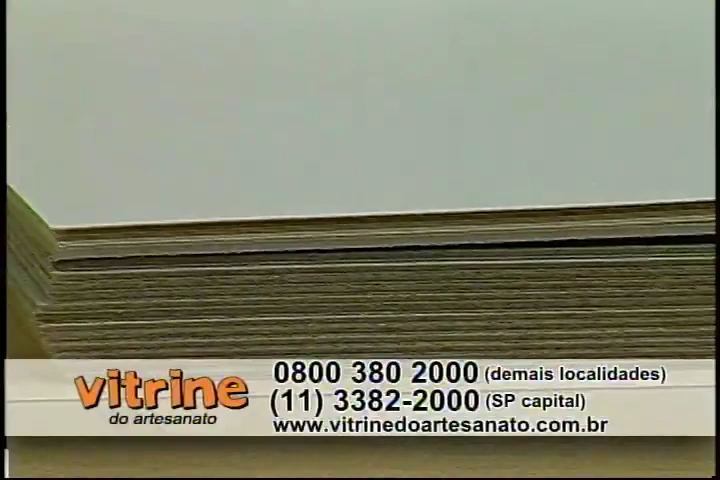 vitrine
do artesanato
0800 380 2000 (demais localidades)
(11) 3382-2000 (SP capital)
www.vitrinedoartesanato.com.br